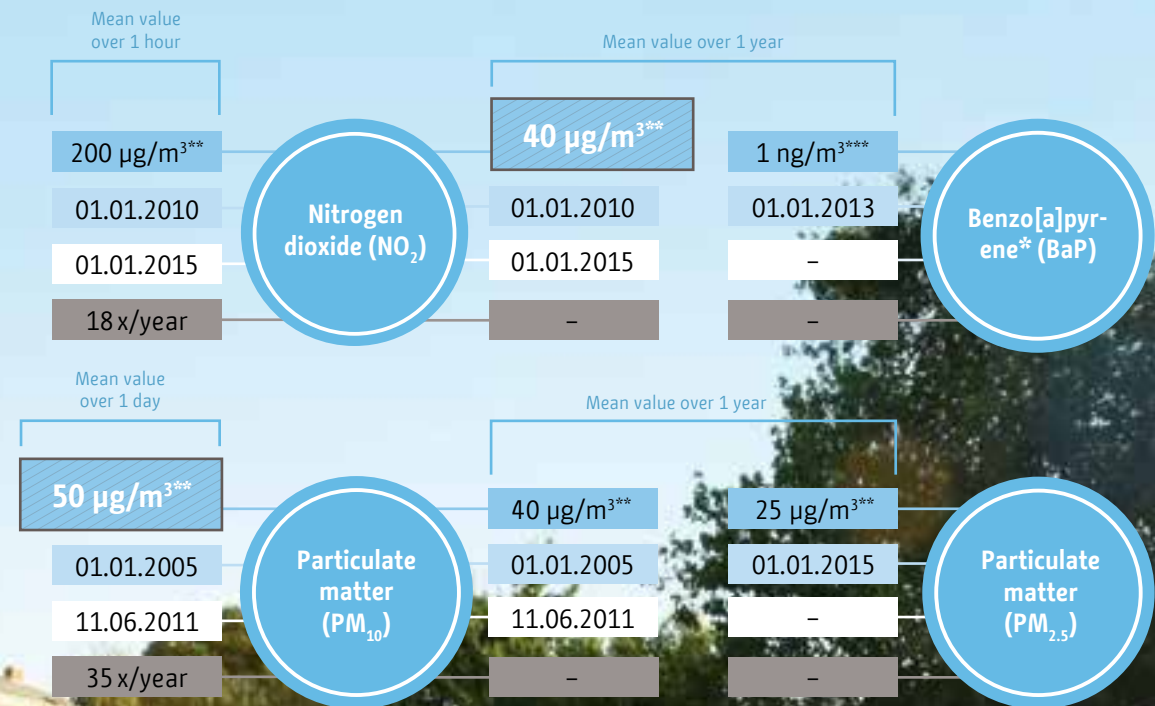 Mean value
over 1 hour
Mean value over 1 year
200 µg/m³**
01.01.2010
01.01.2015
18 x/year
Nitrogen
dioxide (NO₂)
40 µg/m³**
01.01.2010
01.01.2015
–
1 ng/m³***
01.01.2013
–
–
Benzo[a]pyr-
ene* (BaP)
Mean value
over 1 day
Mean value over 1 year
50 µg/m³**
01.01.2005
11.06.2011
35 x/year
Particulate
matter
(PM₁₀)
40 µg/m³**
01.01.2005
11.06.2011
–
25 µg/m³**
01.01.2015
–
–
Particulate
matter
(PM₂.₅)